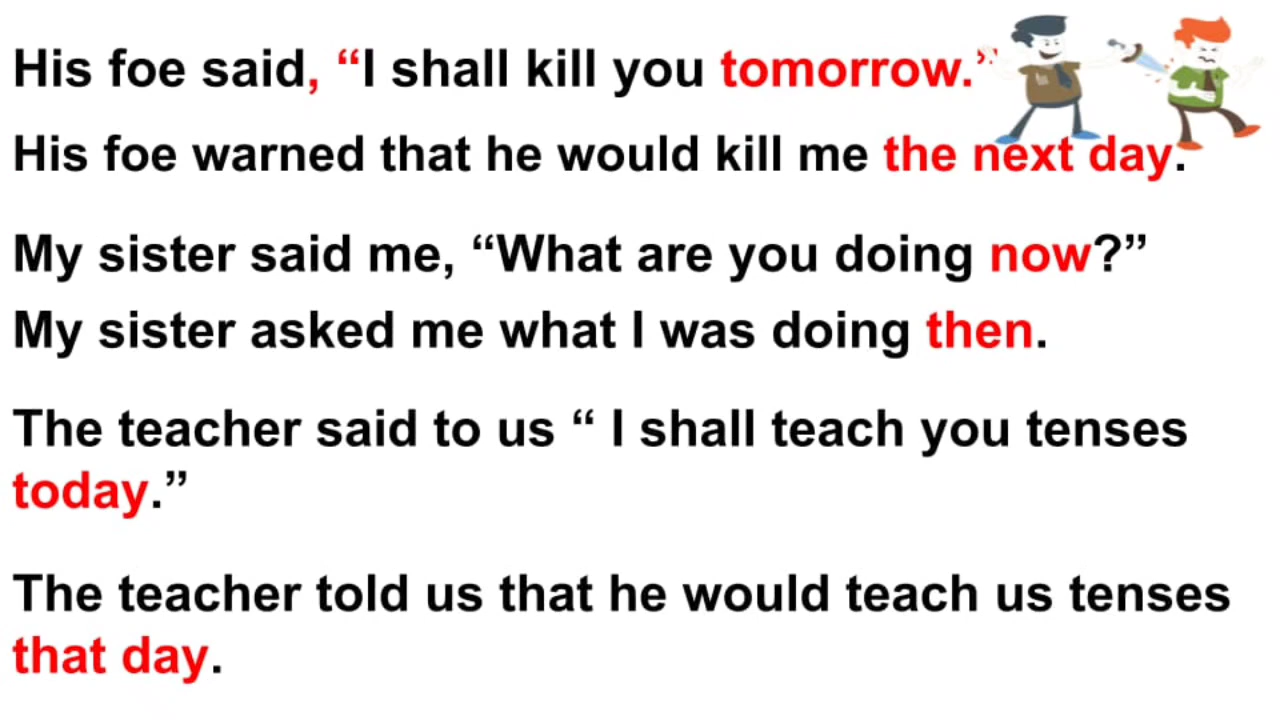 His foe said, “I shall kill you tomorrow.”
His foe warned that he would kill me the next day.
My sister said me, “What are you doing now?”
My sister asked me what I was doing then.
The teacher said to us “ I shall teach you tenses
today.”
The teacher told us that he would teach us tenses
that day.